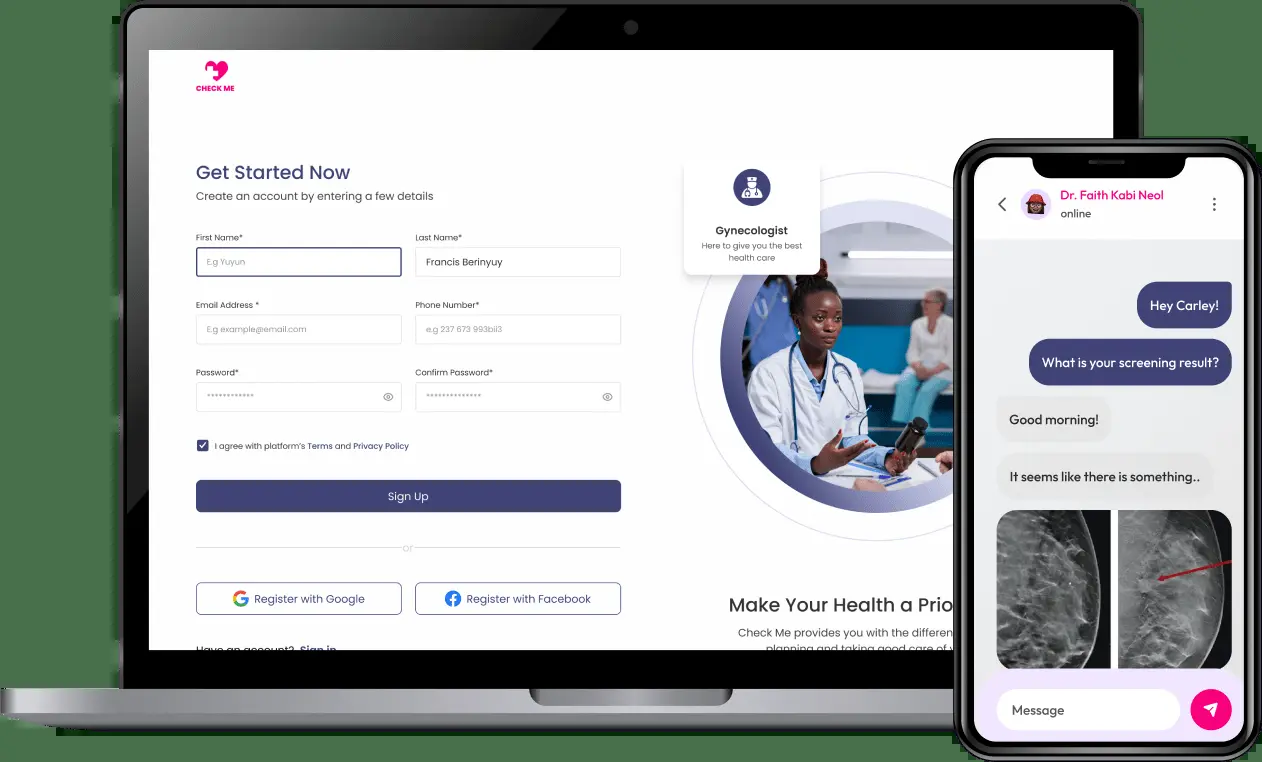 CHECK ME
Get Started Now
Create an account by entering a few details
First Name*
Last Name*
E.g Yuyun
Francis Berinyuy
Email Address *
Phone Number*
E.g example@email.com
e.g 237 673 993bii3
Password*
Confirm Password*
************
**************
I agree with platform's Terms and Privacy Policy
Sign Up
or
Register with Google
Register with Facebook
Have an account? Sign in
Gynecologist
Here to give you the best
health care
Make Your Health a Prio
Check Me provides you with the differen
planning and taking good care of
Dr. Faith Kabi Neol
online
Hey Carley!
What is your screening result?
Good morning!
It seems like there is something..
Message